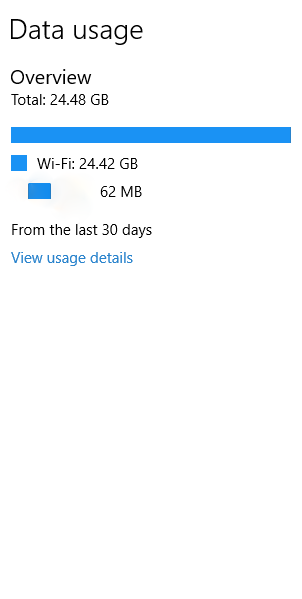 Data usage
Overview
Total: 24.48 GB
Wi-Fi: 24.42 GB
62 MB
From the last 30 days
View usage details